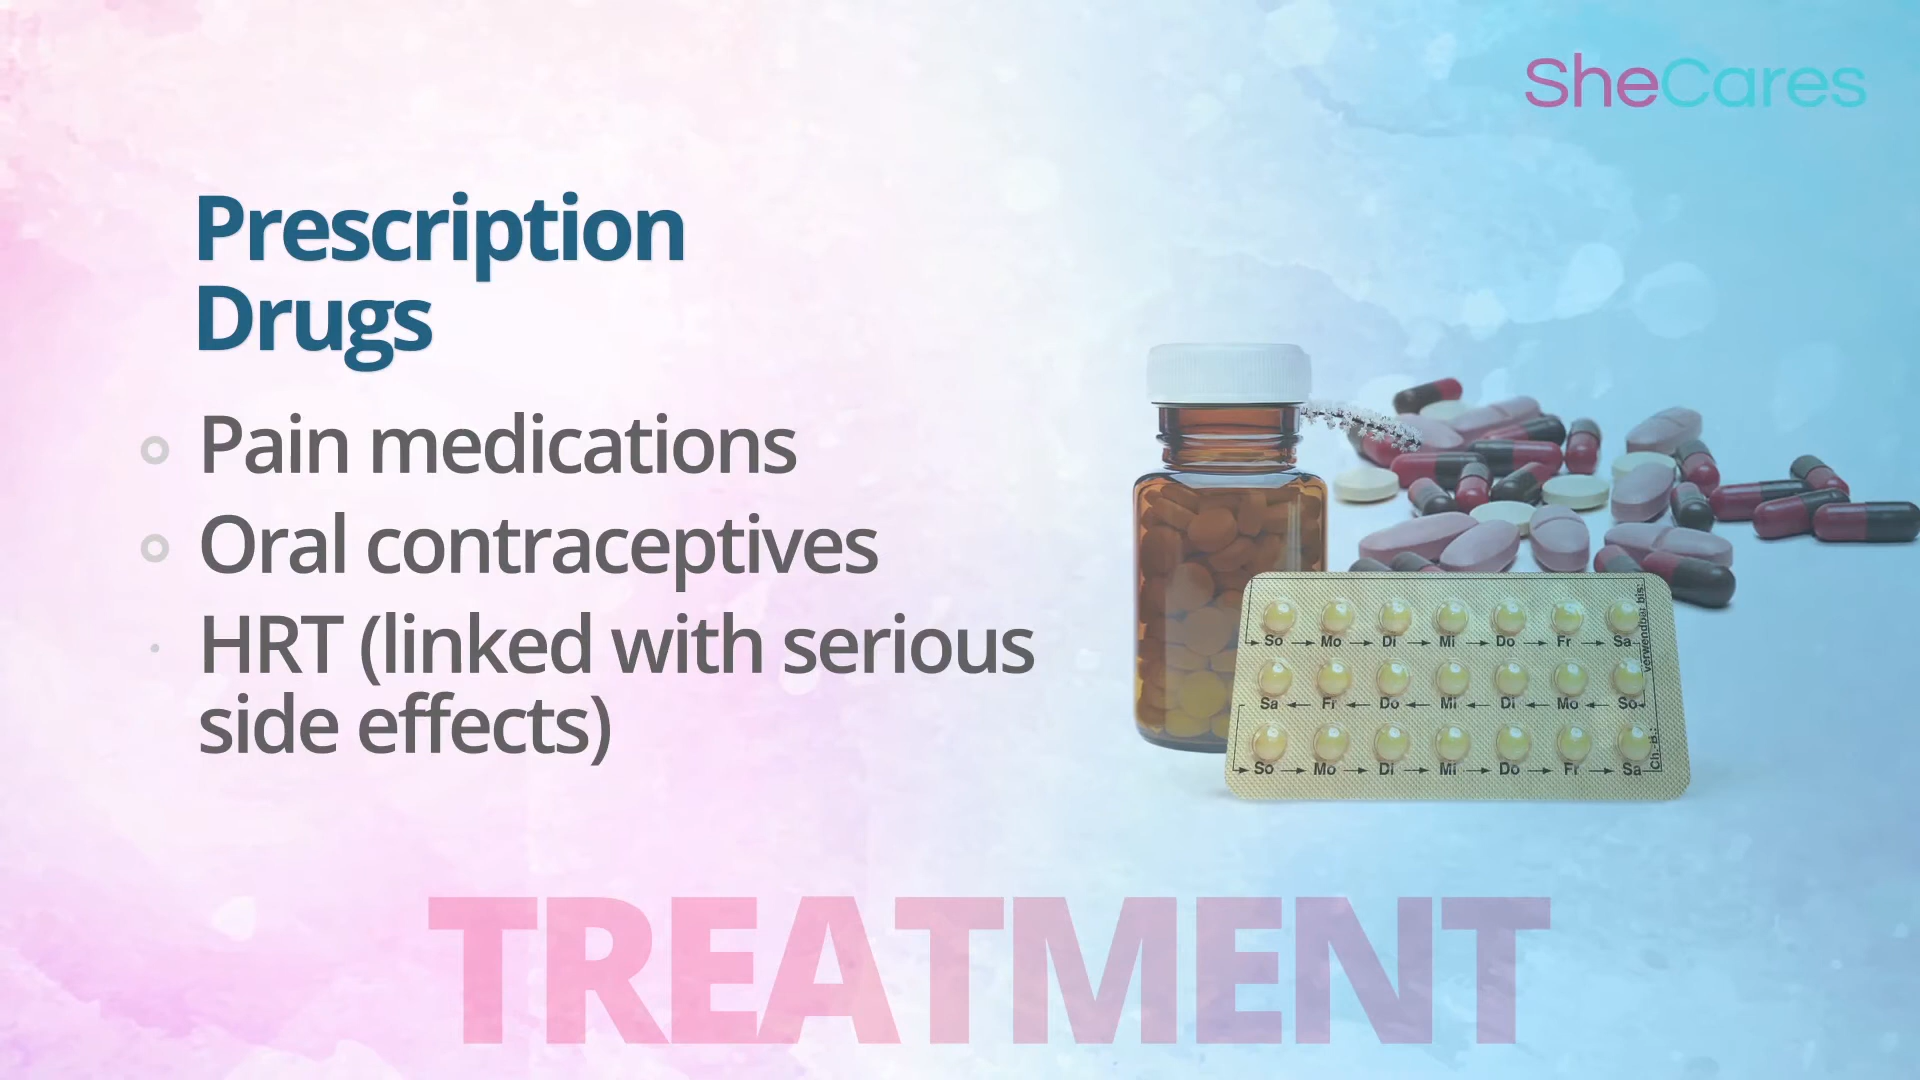 SheCares
Prescription
Drugs
Pain medications
Oral contraceptives
HRT (linked with serious
side effects)
So Mo Di Mi Do Fr Sa
verwendbar bis:
Sa Fr Do Mi Di Mo So
So Mo Di Mi Do Fr Sa
Ch.-B.:
TREATMENT